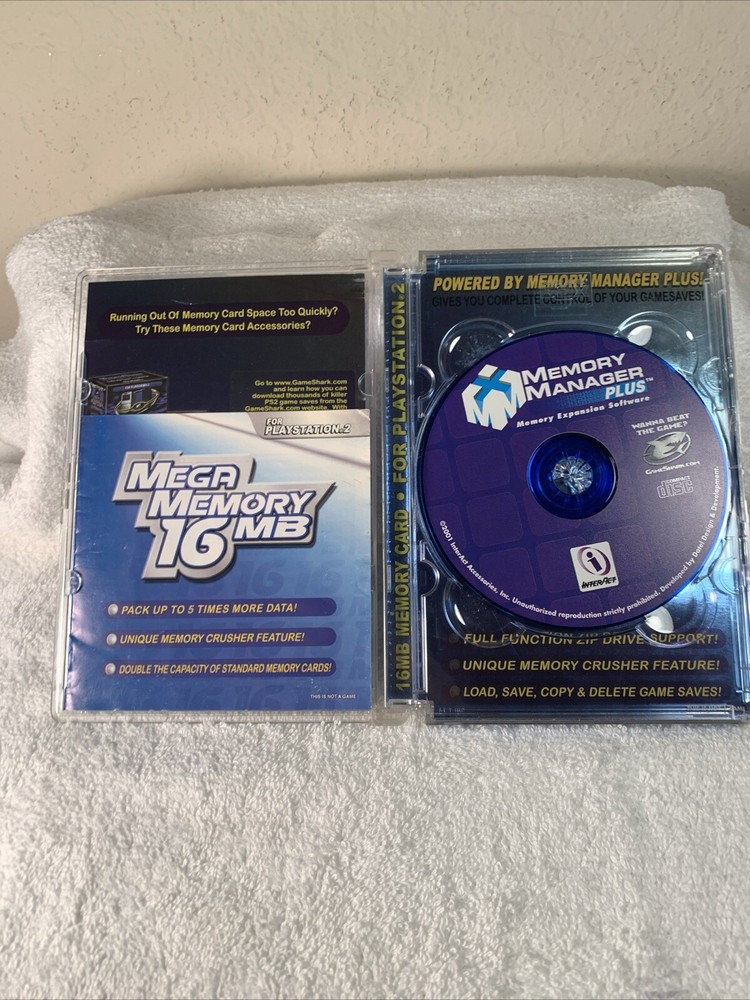 Running Out Of Memory Card Space Too Quickly?
Try These Memory Card Accessories?
Go to www.GameShark.com
and learn how you can
download thousands of killer
PS2 game saves from the
GameShark.com website. With
FOR
PLAYSTATION.2
MEGA
MEMORY
16 MB
PACK UP TO 5 TIMES MORE DATA!
UNIQUE MEMORY CRUSHER FEATURE!
DOUBLE THE CAPACITY OF STANDARD MEMORY CARDS!
THIS IS NOT A GAME
16MB MEMORY CARD • FOR PLAYSTATION.2
POWERED BY MEMORY MANAGER PLUS!
GIVES YOU COMPLETE CONTROL OF YOUR GAMESAVES!
MEMORY
MANAGER
PLUS™
Memory Expansion Software
WANNA BEAT
THE GAME?
GAMESHARK.COM
COMPACT
disc
i
INTERACT
©2001 InterAct Accessories, Inc. Unauthorized reproduction strictly prohibited. Developed by Datel Design & Development.
FULL FUNCTION ZIP DRIVE SUPPORT!
UNIQUE MEMORY CRUSHER FEATURE!
LOAD, SAVE, COPY & DELETE GAME SAVES!